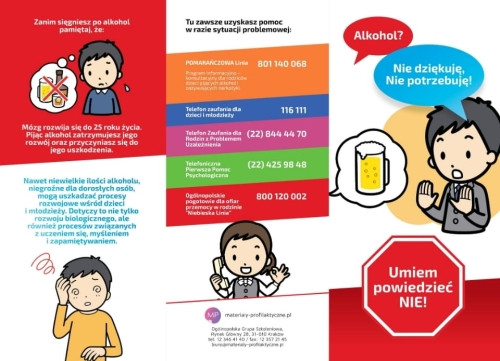 Zanim sięgniesz po alkohol
pamiętaj, że:
Mózg rozwija się do 25 roku życia.
Pijąc alkohol zatrzymujesz jego
rozwój oraz przyczyniasz się do
jego uszkodzenia.
Nawet niewielkie ilości alkoholu,
niegroźne dla dorosłych osób,
mogą uszkadzać procesy
rozwojowe wśród dzieci
i młodzieży. Dotyczy to nie tylko
rozwoju biologicznego, ale
również procesów związanych
z uczeniem się, myśleniem
i zapamiętywaniem.
Tu zawsze uzyskasz pomoc
w razie sytuacji problemowej:
POMARAŃCZOWA Linia
801 140 068
Program informacyjno –
konsultacyjny dla rodziców
dzieci pijących alkohol,
zażywających narkotyki
Telefon zaufania dla
dzieci i młodzieży
116 111
Telefon Zaufania dla
Rodzin z Problemem
Uzależnienia
(22) 844 44 70
Telefoniczna
Pierwsza Pomoc
Psychologiczna
(22) 425 98 48
Ogólnopolskie
pogotowie dla ofiar
przemocy w rodzinie
"Niebieska Linia"
800 120 002
MP
materialy-profilaktyczne.pl
Ogólnopolska Grupa Szkoleniowa,
Rynek Główny 28, 31-010 Kraków
tel: 12 346 41 40 / fax: 12 357 21 40
biuro@materialy-profilaktyczne.pl
Alkohol?
Nie dziękuję,
Nie potrzebuję!
Umiem
powiedzieć
NIE!